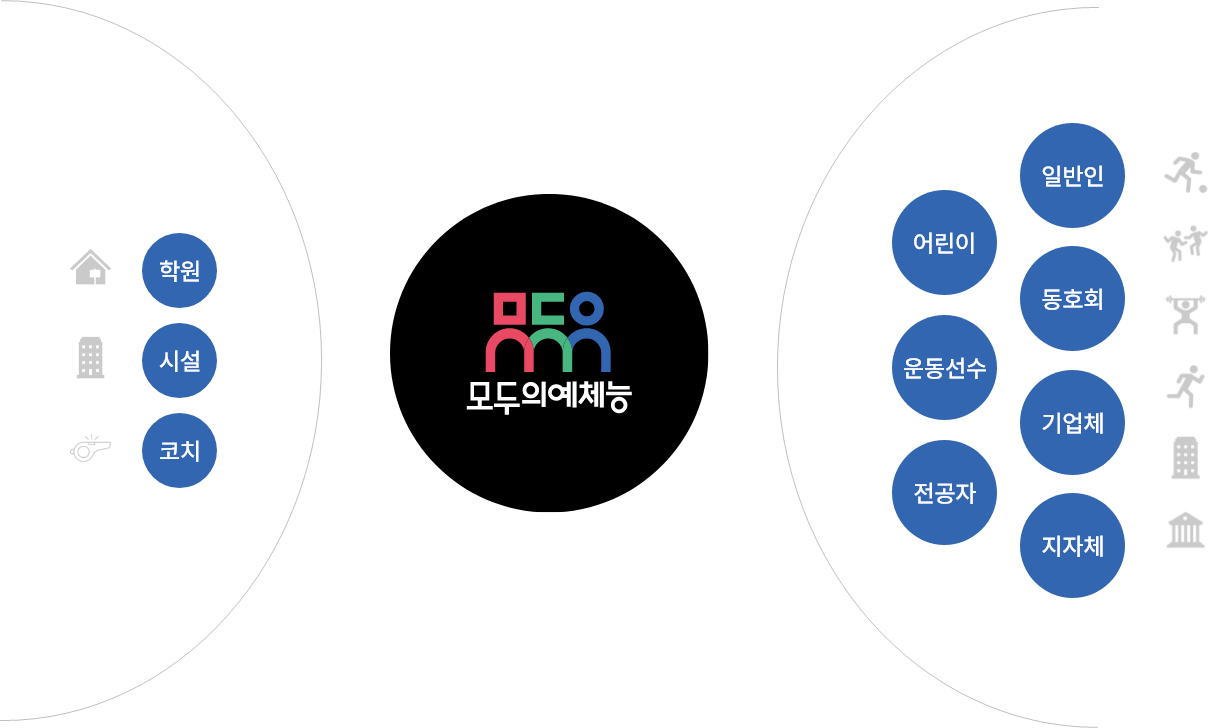 학원
시설
코치
모두의예체능
어린이
운동선수
전공자
일반인
동호회
기업체
지자체